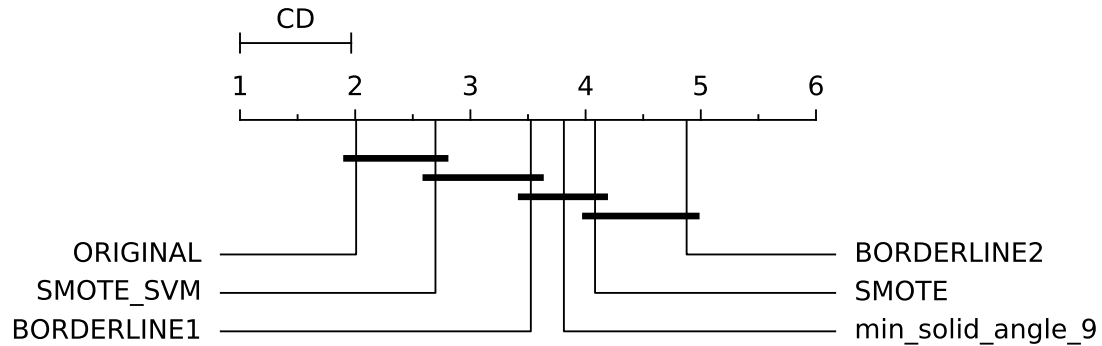 CD
1 2 3 4 5 6
ORIGINAL BORDERLINE2
SMOTE_SVM SMOTE
BORDERLINE1 min_solid_angle_9